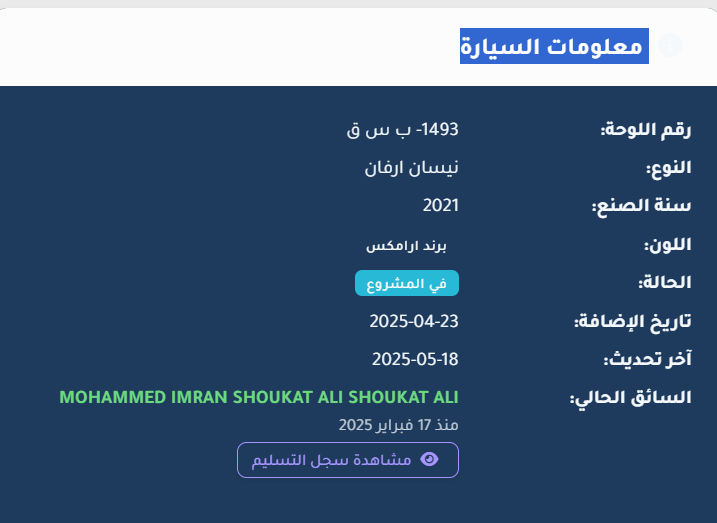 معلومات السيارة
رقم اللوحة: 1493- ب س ق
النوع: نيسان ارفان
سنة الصنع: 2021
اللون: برند ارامكس
الحالة: في المشروع
تاريخ الإضافة: 2025-04-23
آخر تحديث: 2025-05-18
السائق الحالي: MOHAMMED IMRAN SHOUKAT ALI SHOUKAT ALI
منذ 17 فبراير 2025
مشاهدة سجل التسليم